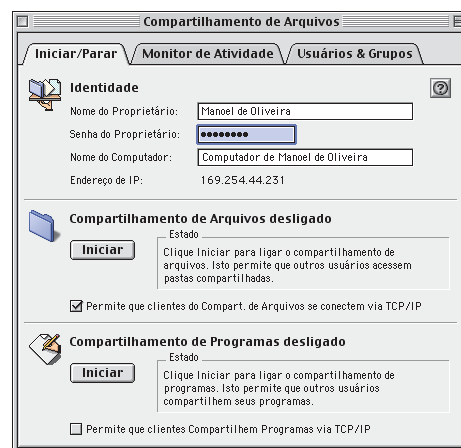 Compartilhamento de Arquivos
Iniciar/Parar Monitor de Atividade Usuários & Grupos
Identidade
?
Nome do Proprietário: Manoel de Oliveira
Senha do Proprietário: ••••••••
Nome do Computador: Computador de Manoel de Oliveira
Endereço de IP: 169.254.44.231
Compartilhamento de Arquivos desligado
Estado
Iniciar
Clique Iniciar para ligar o compartilhamento de
arquivos. Isto permite que outros usuários acessem
pastas compartilhadas.
Permite que clientes do Compart. de Arquivos se conectem via TCP/IP
Compartilhamento de Programas desligado
Estado
Iniciar
Clique Iniciar para ligar o compartilhamento de
programas. Isto permite que outros usuários
compartilhem seus programas.
Permite que clientes Compartilhem Programas via TCP/IP